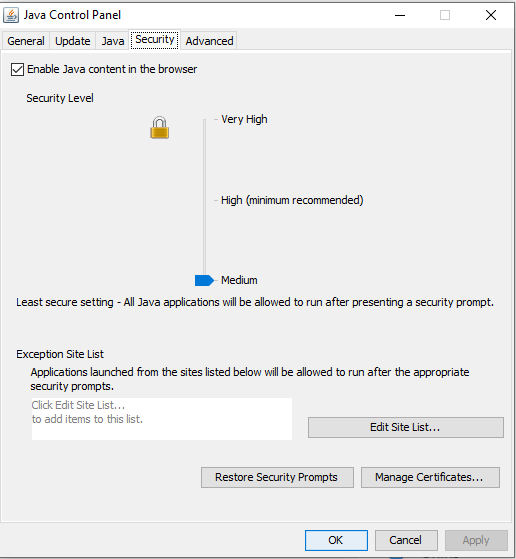 Java Control Panel
General Update Java Security Advanced
Enable Java content in the browser
Security Level
- Very High
- High (minimum recommended)
- Medium
Least secure setting - All Java applications will be allowed to run after presenting a security prompt.
Exception Site List
Applications launched from the sites listed below will be allowed to run after the appropriate
security prompts.
Click Edit Site List...
to add items to this list.
Edit Site List...
Restore Security Prompts Manage Certificates...
OK Cancel Apply